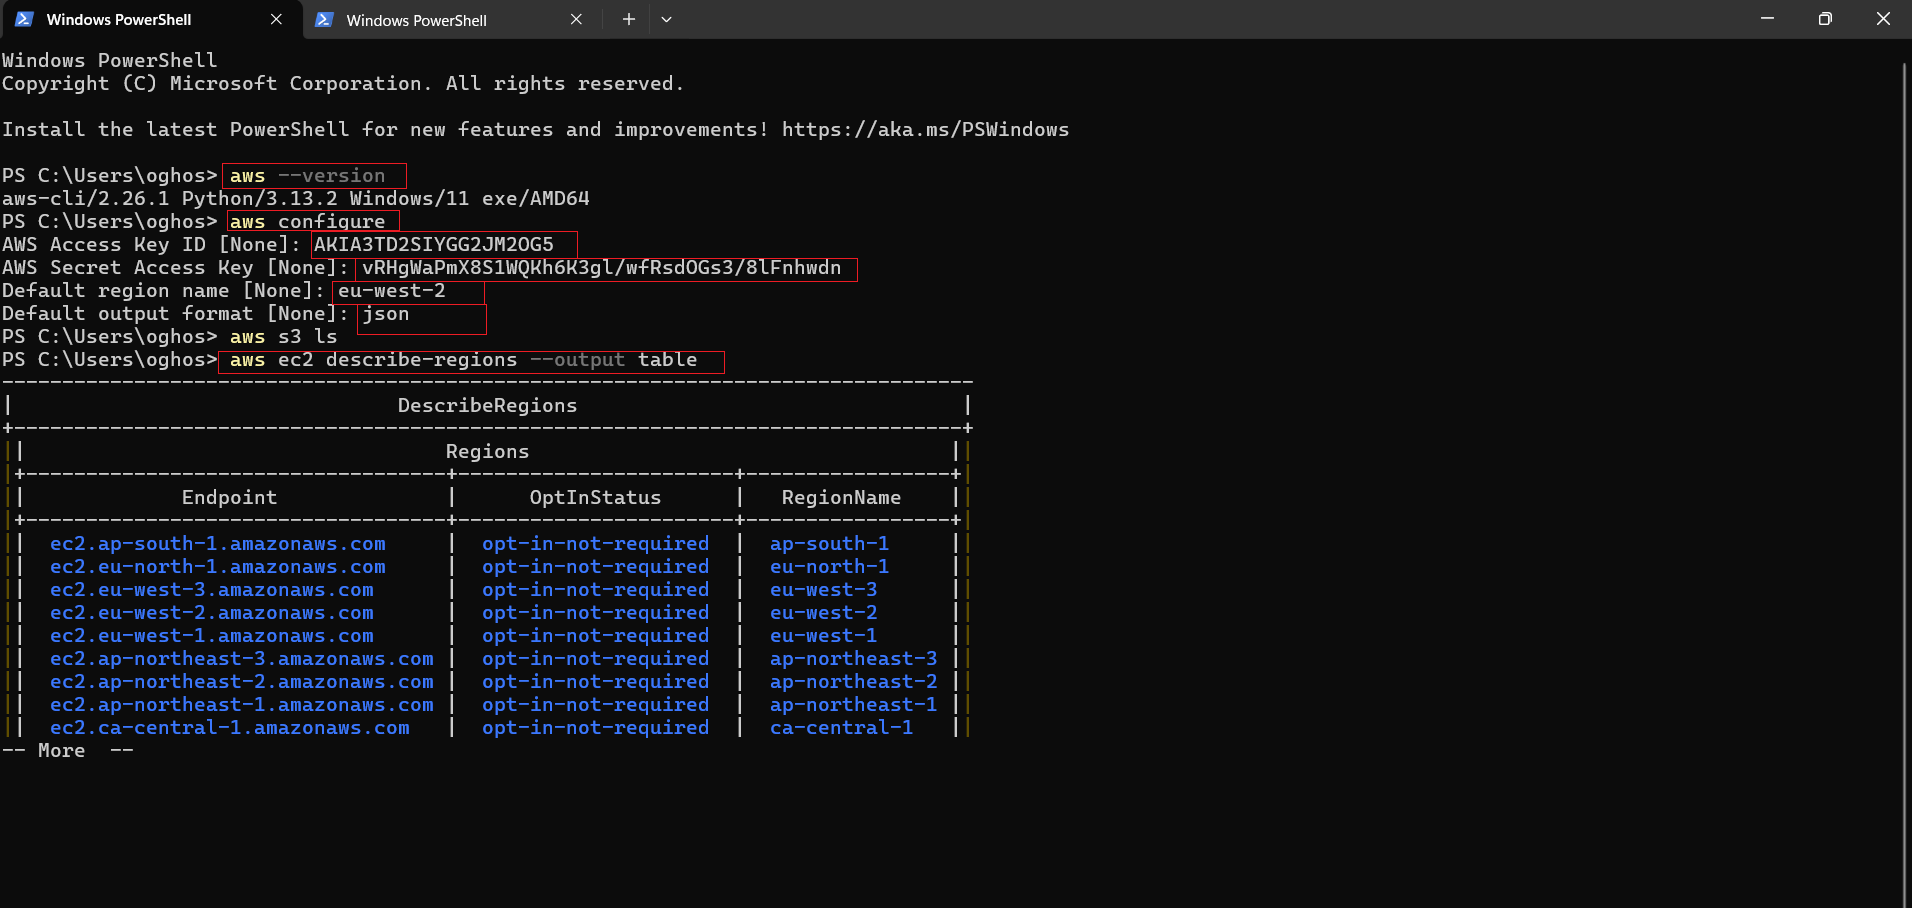 Windows PowerShell
Windows PowerShell
Windows PowerShell
Copyright (C) Microsoft Corporation. All rights reserved.
Install the latest PowerShell for new features and improvements! https://aka.ms/PSWindows
PS C:\Users\oghos> aws --version
aws-cli/2.26.1 Python/3.13.2 Windows/11 exe/AMD64
PS C:\Users\oghos> aws configure
AWS Access Key ID [None]: AKIA3TD2SIYGG2JM2OG5
AWS Secret Access Key [None]: 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
Default region name [None]: eu-west-2
Default output format [None]: json
PS C:\Users\oghos> aws s3 ls
PS C:\Users\oghos> aws ec2 describe-regions --output table
DescribeRegions
Regions
Endpoint | OptInStatus | RegionName
ec2.ap-south-1.amazonaws.com | opt-in-not-required | ap-south-1
ec2.eu-north-1.amazonaws.com | opt-in-not-required | eu-north-1
ec2.eu-west-3.amazonaws.com | opt-in-not-required | eu-west-3
ec2.eu-west-2.amazonaws.com | opt-in-not-required | eu-west-2
ec2.eu-west-1.amazonaws.com | opt-in-not-required | eu-west-1
ec2.ap-northeast-3.amazonaws.com | opt-in-not-required | ap-northeast-3
ec2.ap-northeast-2.amazonaws.com | opt-in-not-required | ap-northeast-2
ec2.ap-northeast-1.amazonaws.com | opt-in-not-required | ap-northeast-1
ec2.ca-central-1.amazonaws.com | opt-in-not-required | ca-central-1
-- More --